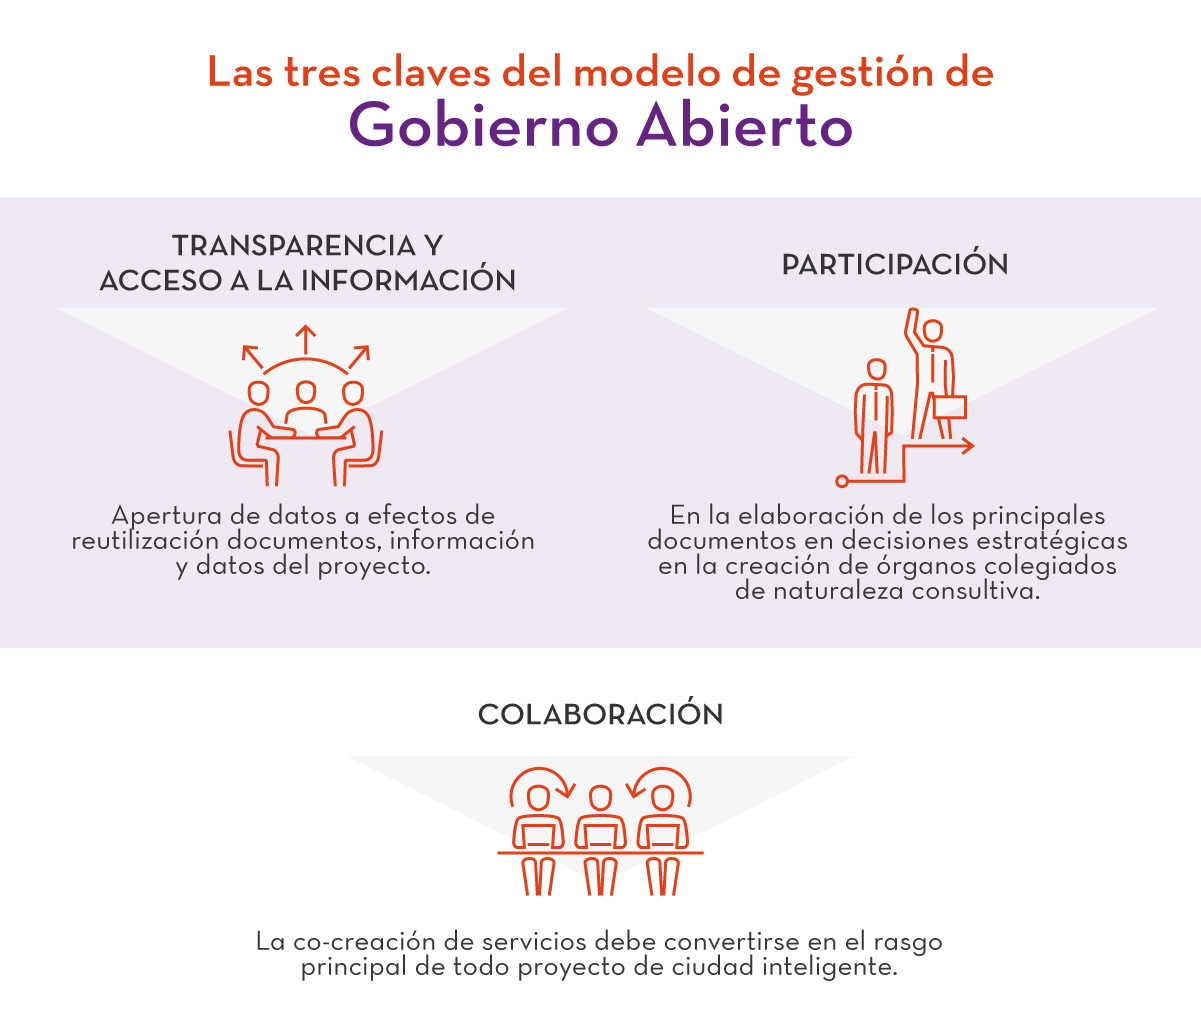 Las tres claves del modelo de gestión de
Gobierno Abierto
TRANSPARENCIA Y
ACCESO A LA INFORMACIÓN
Apertura de datos a efectos de
reutilización documentos, información
y datos del proyecto.
PARTICIPACIÓN
En la elaboración de los principales
documentos en decisiones estratégicas
en la creación de órganos colegiados
de naturaleza consultiva.
COLABORACIÓN
La co-creación de servicios debe convertirse en el rasgo
principal de todo proyecto de ciudad inteligente.